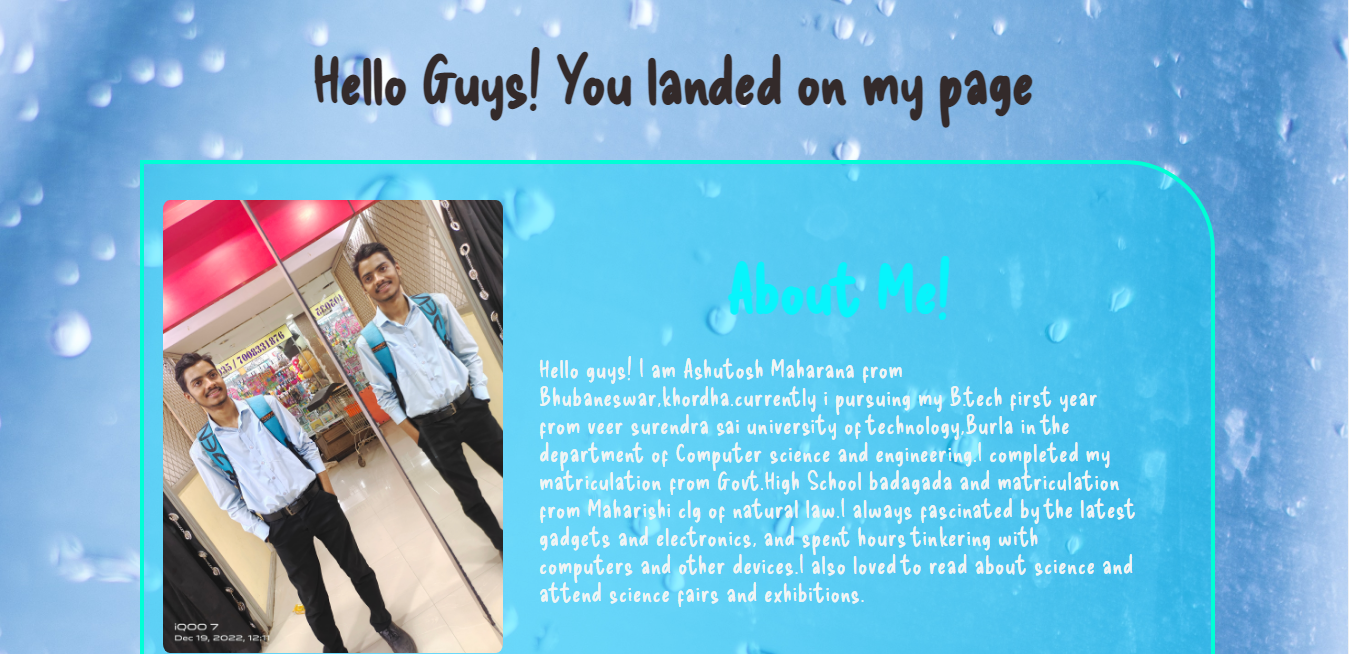 Hello Guys! You landed on my page
About Me!
Hello guys! I am Ashutosh Maharana from
Bhubaneswar,khordha.currently i pursuing my B.tech first year
from veer surendra sai university of technology,Burla in the
department of Computer science and engineering.I completed my
matriculation from Govt.High School badagada and matriculation
from Maharishi clg of natural law.I always fascinated by the latest
gadgets and electronics, and spent hours tinkering with
computers and other devices.I also loved to read about science and
attend science fairs and exhibitions.
035 / 7008331876
iQOO 7
Dec 19, 2022, 12:11